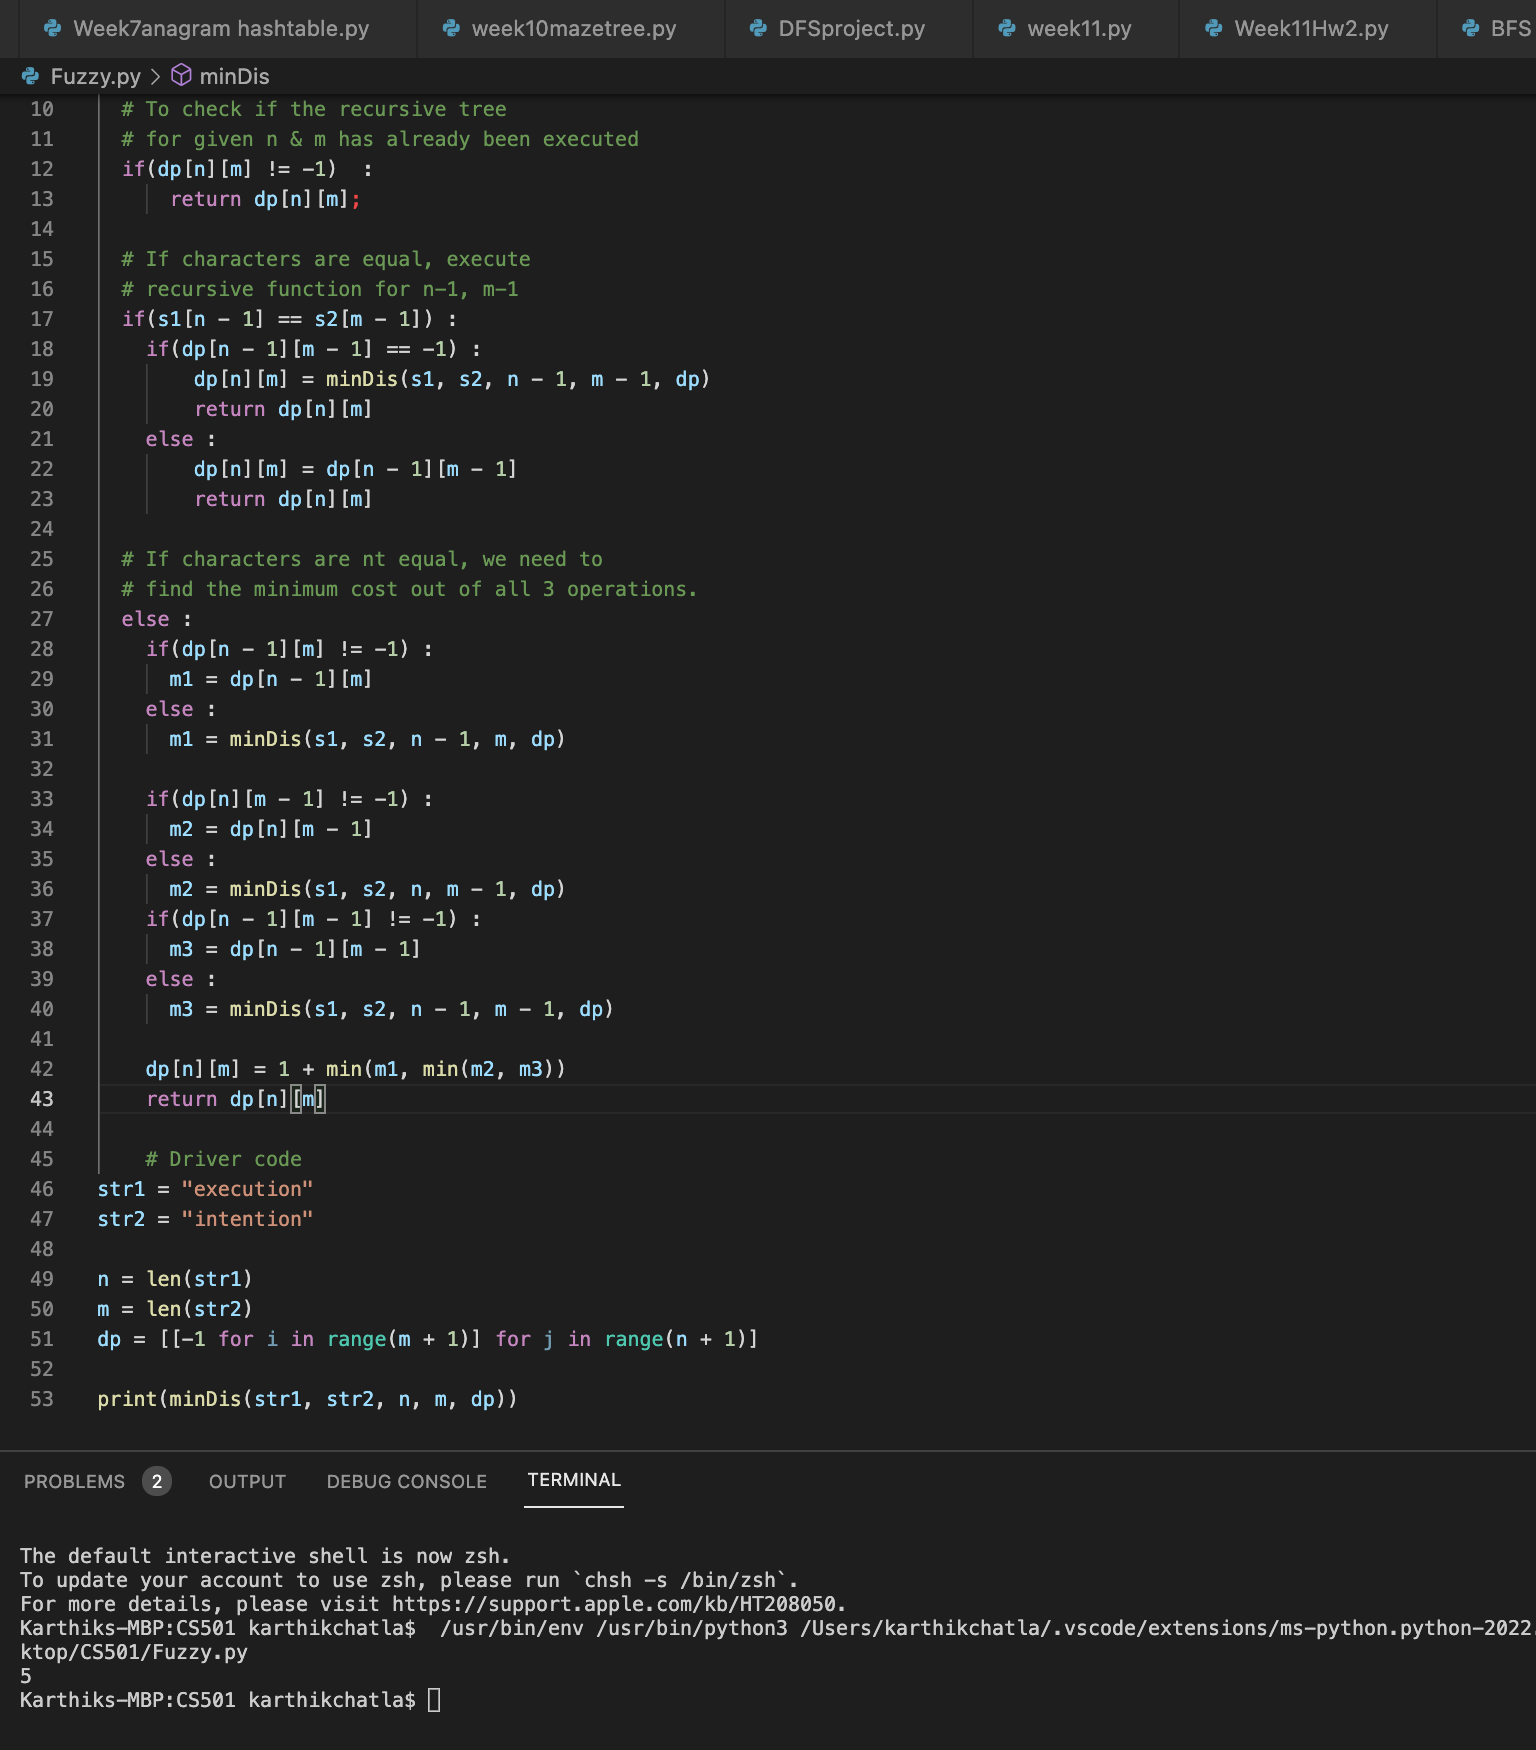 Week7anagram hashtable.py week10mazetree.py DFSproject.py week11.py Week11Hw2.py BFS
Fuzzy.py > minDis
10 # To check if the recursive tree
11 # for given n & m has already been executed
12 if(dp[n][m] != -1)  :
13 return dp[n][m];
14
15 # If characters are equal, execute
16 # recursive function for n-1, m-1
17 if(s1[n - 1] == s2[m - 1]) :
18 if(dp[n - 1][m - 1] == -1) :
19 dp[n][m] = minDis(s1, s2, n - 1, m - 1, dp)
20 return dp[n][m]
21 else :
22 dp[n][m] = dp[n - 1][m - 1]
23 return dp[n][m]
24
25 # If characters are nt equal, we need to
26 # find the minimum cost out of all 3 operations.
27 else :
28 if(dp[n - 1][m] != -1) :
29 m1 = dp[n - 1][m]
30 else :
31 m1 = minDis(s1, s2, n - 1, m, dp)
32
33 if(dp[n][m - 1] != -1) :
34 m2 = dp[n][m - 1]
35 else :
36 m2 = minDis(s1, s2, n, m - 1, dp)
37 if(dp[n - 1][m - 1] != -1) :
38 m3 = dp[n - 1][m - 1]
39 else :
40 m3 = minDis(s1, s2, n - 1, m - 1, dp)
41
42 dp[n][m] = 1 + min(m1, min(m2, m3))
43 return dp[n][m]
44
45 # Driver code
46 str1 = "execution"
47 str2 = "intention"
48
49 n = len(str1)
50 m = len(str2)
51 dp = [[-1 for i in range(m + 1)] for j in range(n + 1)]
52
53 print(minDis(str1, str2, n, m, dp))
PROBLEMS 2 OUTPUT DEBUG CONSOLE TERMINAL
The default interactive shell is now zsh.
To update your account to use zsh, please run `chsh -s /bin/zsh`.
For more details, please visit https://support.apple.com/kb/HT208050.
Karthiks-MBP:CS501 karthikchatla$  /usr/bin/env /usr/bin/python3 /Users/karthikchatla/.vscode/extensions/ms-python.python-2022.
ktop/CS501/Fuzzy.py
5
Karthiks-MBP:CS501 karthikchatla$